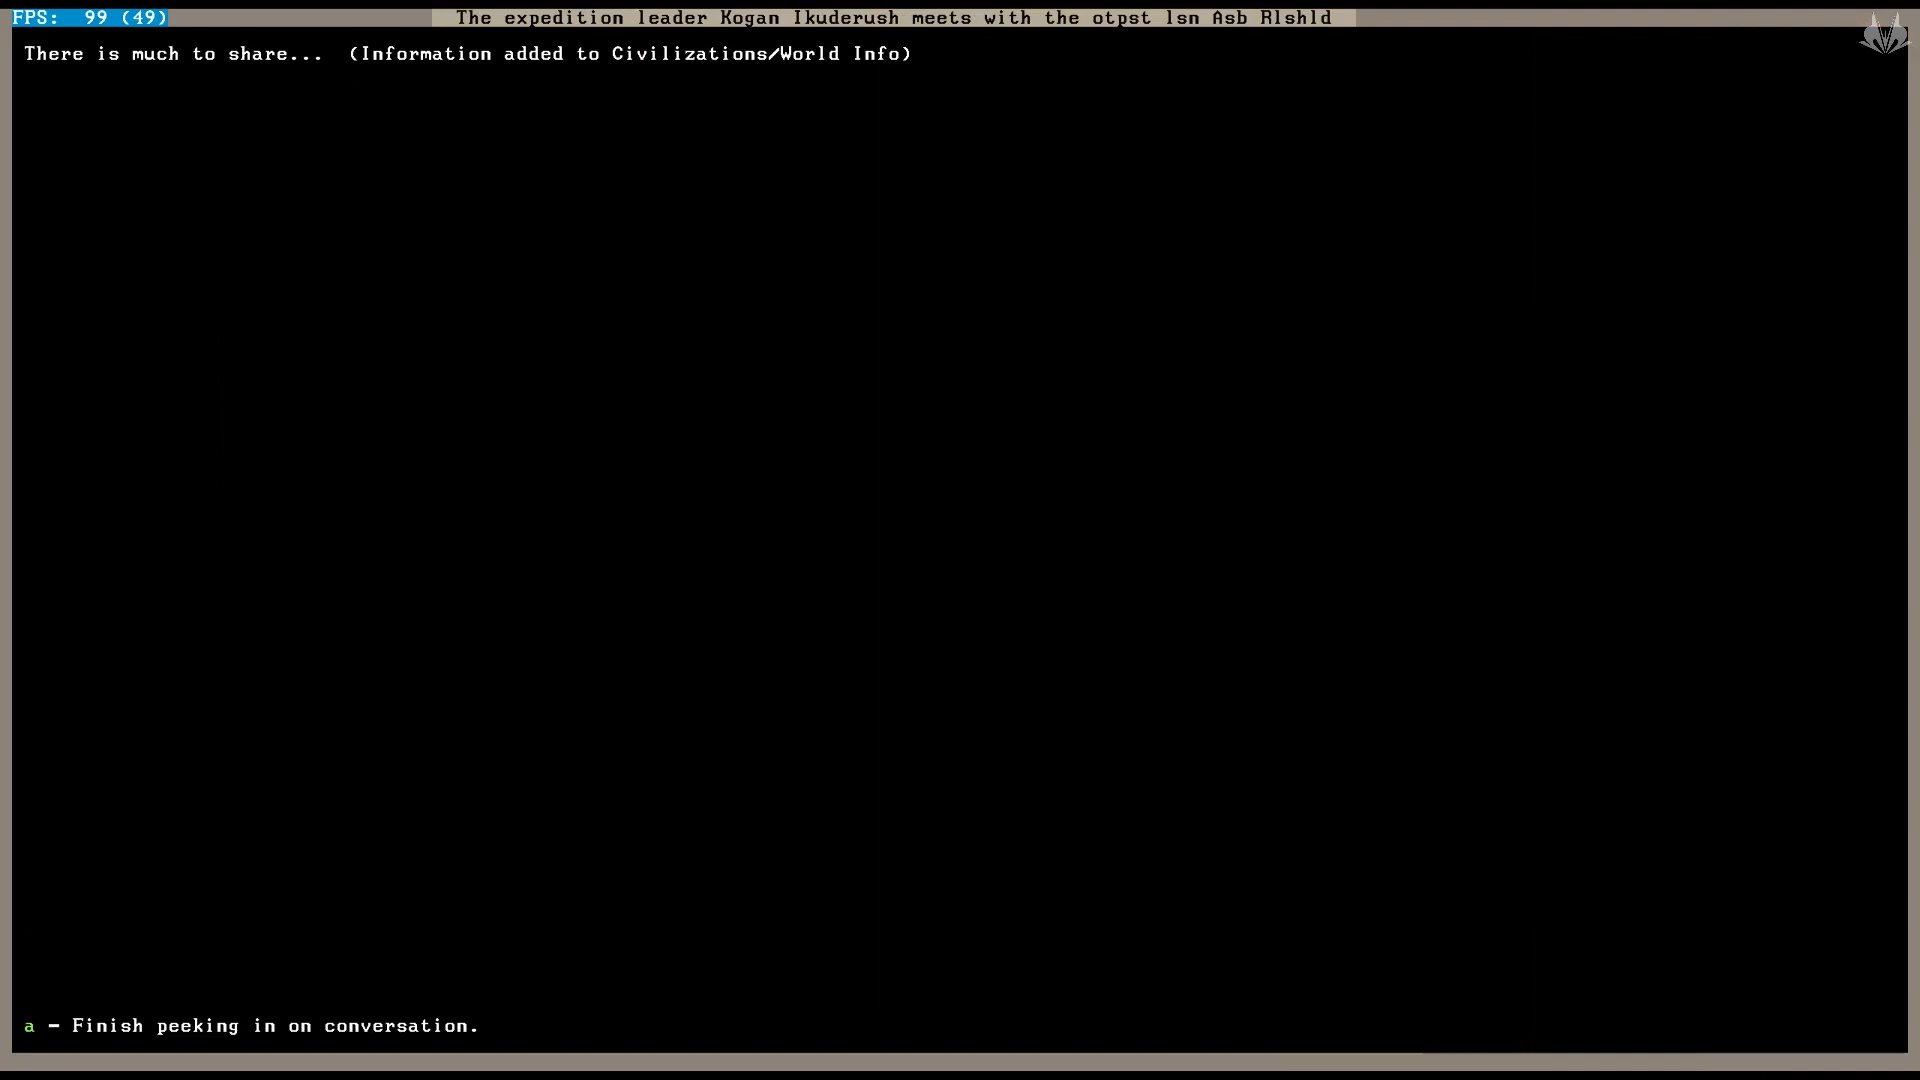 FPS: 99 (49)
The expedition leader Kogan Ikuderush meets with the otpst lsn Asb Rlshld
There is much to share... (Information added to Civilizations/World Info)
a - Finish peeking in on conversation.